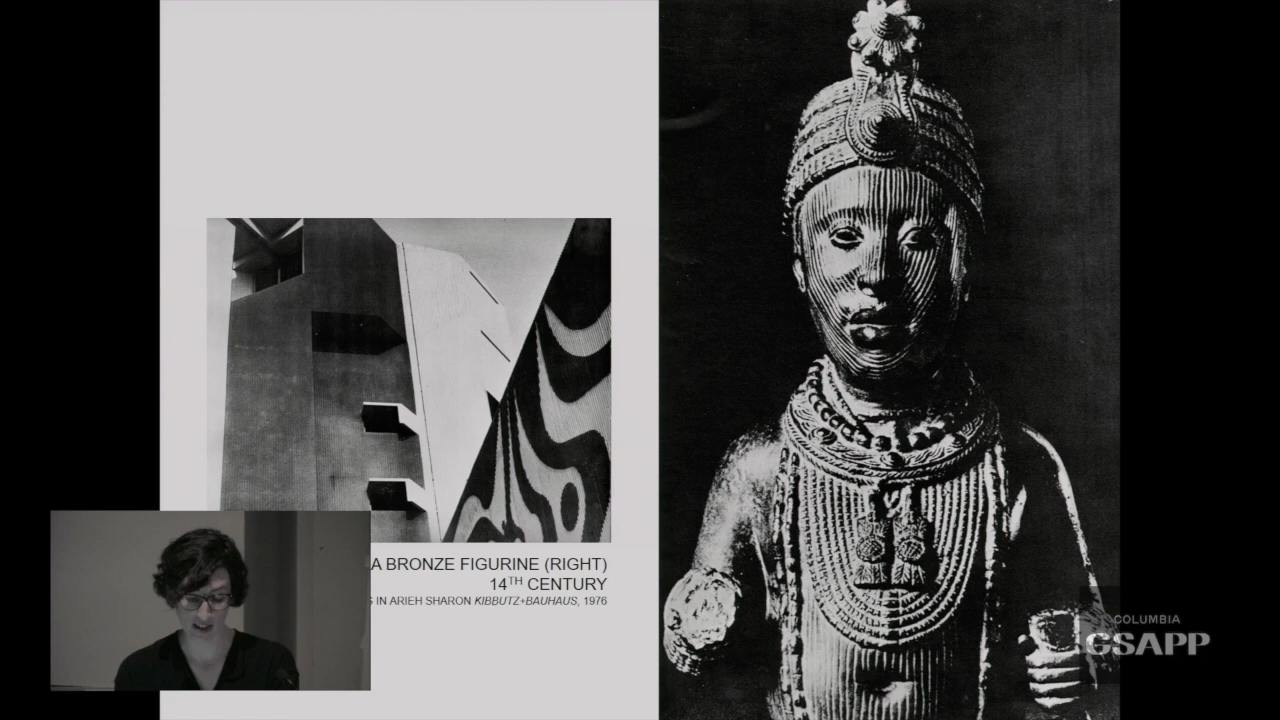 A BRONZE FIGURINE (RIGHT)
14TH CENTURY
IN ARIEH SHARON KIBBUTZ+BAUHAUS, 1976
COLUMBIA
GSAPP